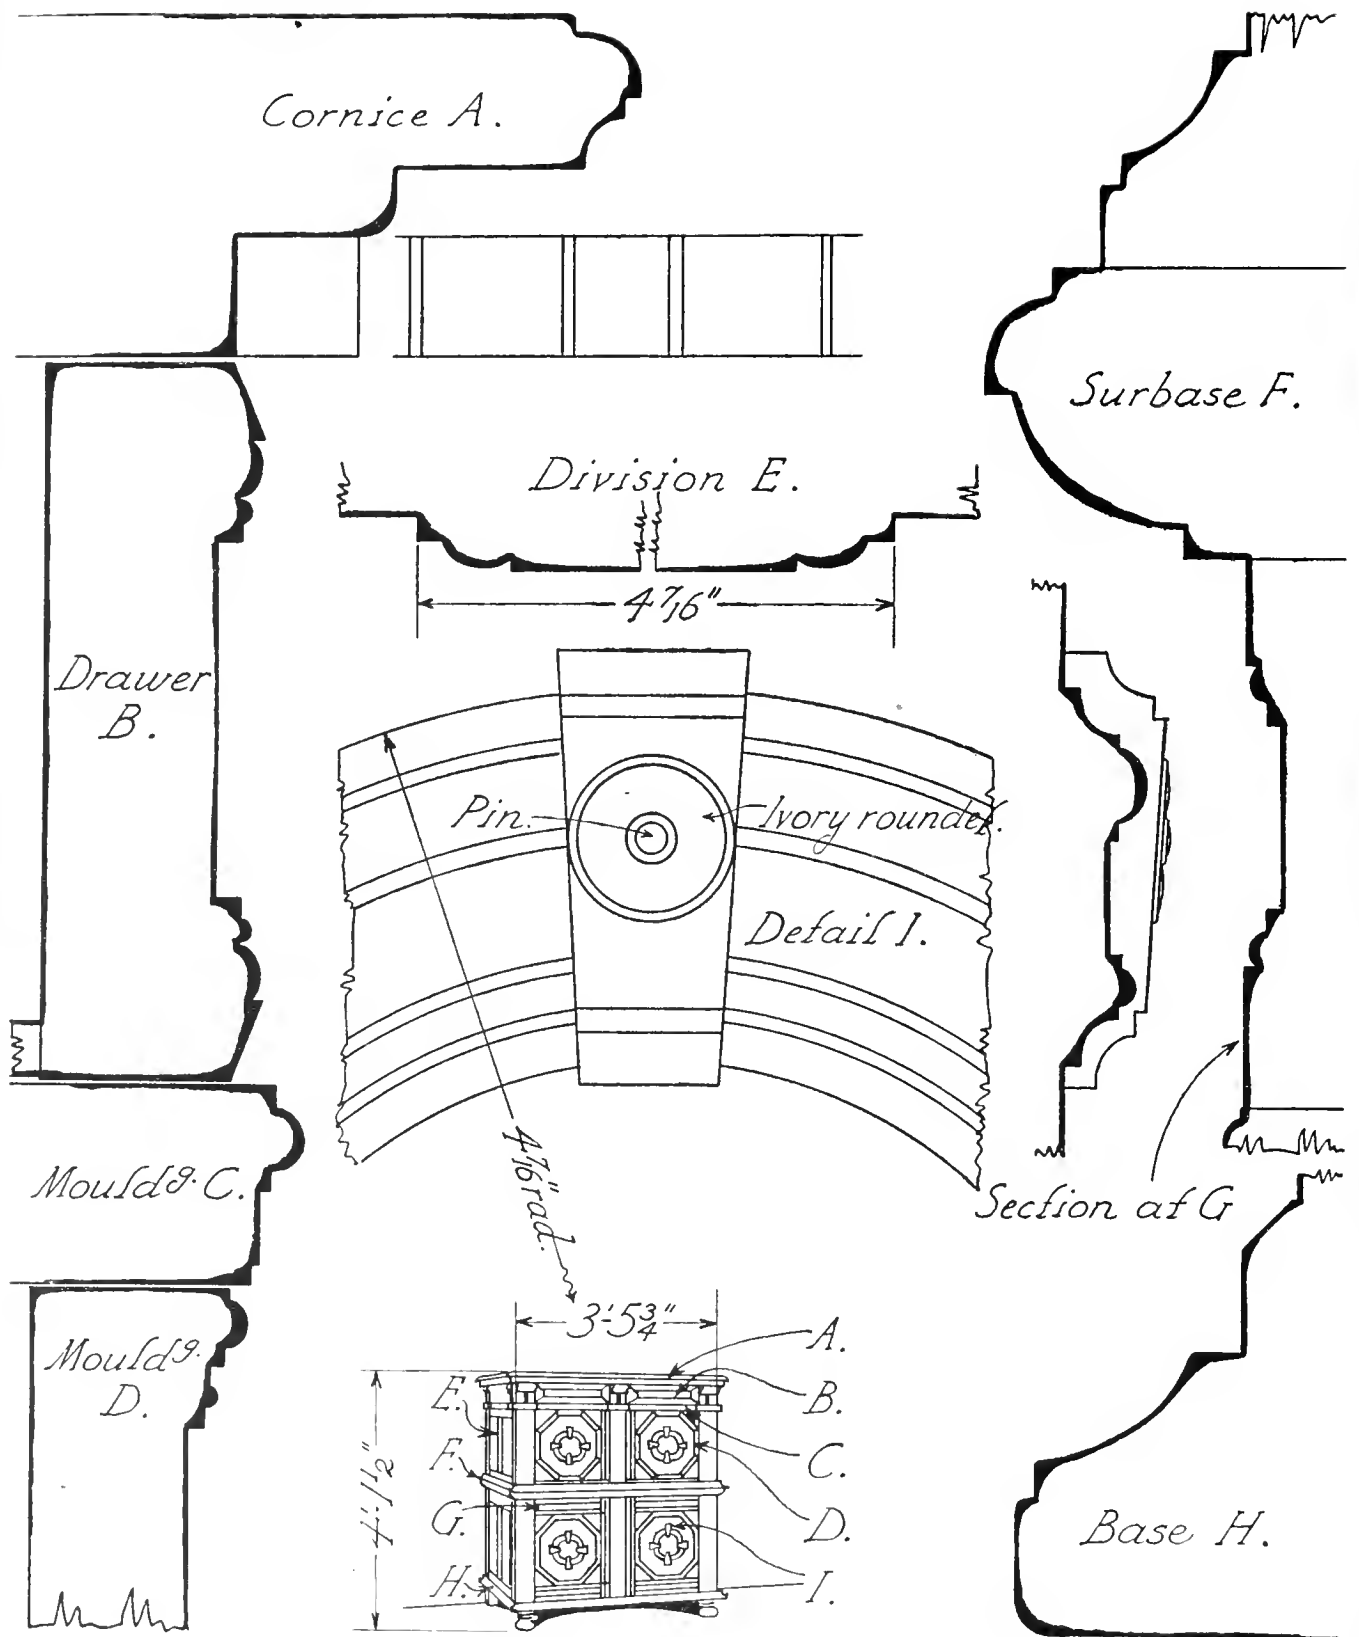 Cornice A.
Surbase F.
Division E.
4 7/16"
Drawer
B.
Pin.
Ivory roundel.
Detail I.
Mould^g. C.
4 7/16" rad.
Section at G
Mould^g.
D.
3'-5 3/4"
A.
E.
B.
F.
C.
4'-1 1/2"
G.
D.
Base H.
H.
I.